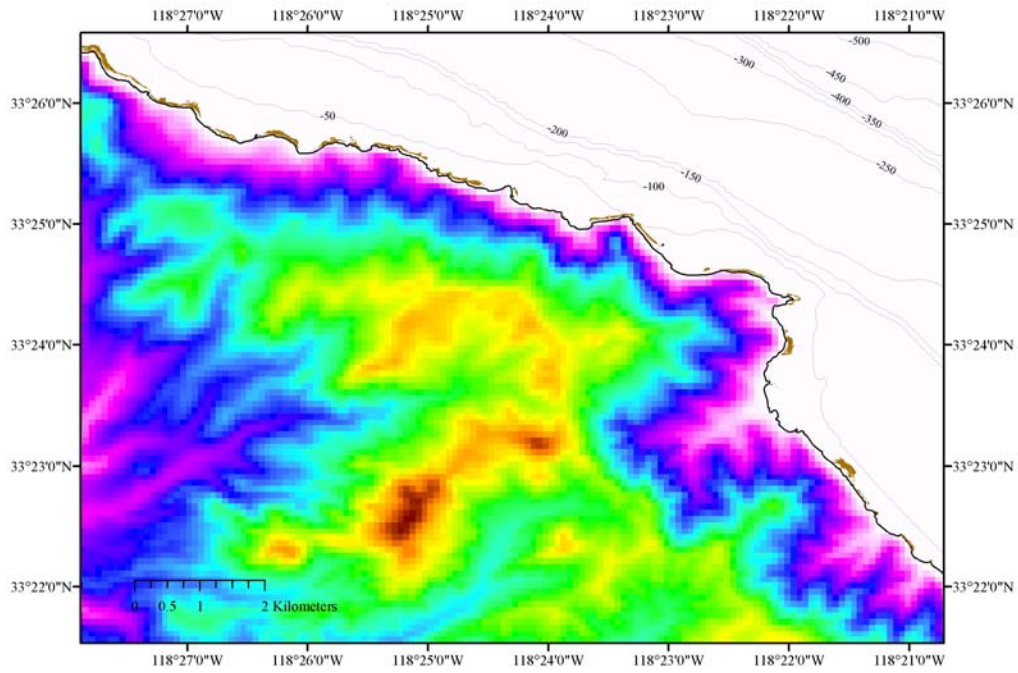 118°27'0"W 118°26'0"W 118°25'0"W 118°24'0"W 118°23'0"W 118°22'0"W 118°21'0"W
-500
-300
-450
-400
33°26'0"N 33°26'0"N
-50
-350
-200
-250
-150
-100
33°25'0"N 33°25'0"N
33°24'0"N 33°24'0"N
33°23'0"N 33°23'0"N
33°22'0"N 33°22'0"N
0 0.5 1 2 Kilometers
118°27'0"W 118°26'0"W 118°25'0"W 118°24'0"W 118°23'0"W 118°22'0"W 118°21'0"W